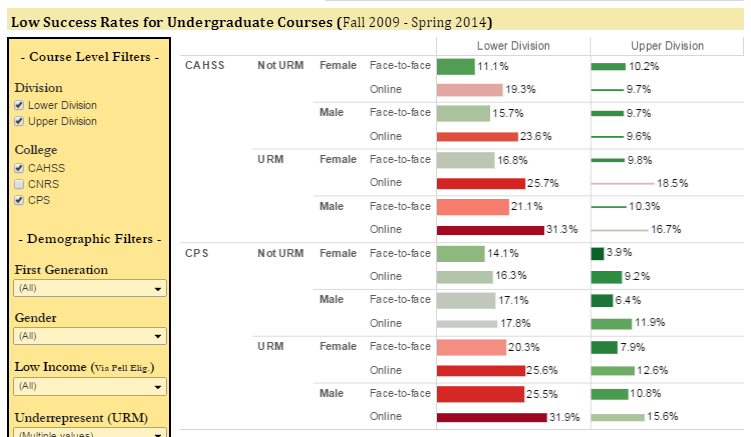 Low Success Rates for Undergraduate Courses (Fall 2009 - Spring 2014)
- Course Level Filters -
Division
Lower Division
Upper Division
College
CAHSS
CNRS
CPS
- Demographic Filters -
First Generation
(All)
Gender
(All)
Low Income (Via Pell Elig.)
(All)
Underrepresent (URM)
(Multiple values)
Lower Division Upper Division
CAHSS Not URM Female Face-to-face 11.1% 10.2%
Online 19.3% 9.7%
Male Face-to-face 15.7% 9.7%
Online 23.6% 9.6%
URM Female Face-to-face 16.8% 9.8%
Online 25.7% 18.5%
Male Face-to-face 21.1% 10.3%
Online 31.3% 16.7%
CPS Not URM Female Face-to-face 14.1% 3.9%
Online 16.3% 9.2%
Male Face-to-face 17.1% 6.4%
Online 17.8% 11.9%
URM Female Face-to-face 20.3% 7.9%
Online 25.6% 12.6%
Male Face-to-face 25.5% 10.8%
Online 31.9% 15.6%